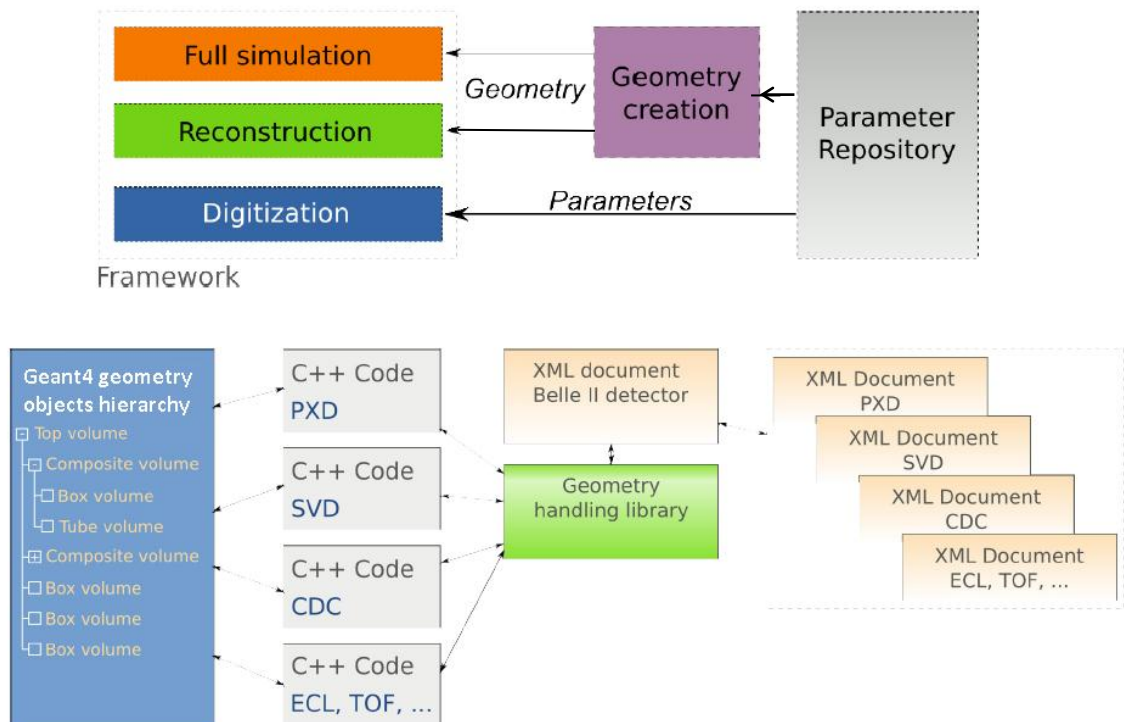 Full simulation
Reconstruction
Digitization
Framework
Geometry
Parameters
Geometry
creation
Parameter
Repository
Geant4 geometry
objects hierarchy
Top volume
Composite volume
Box volume
Tube volume
Composite volume
Box volume
Box volume
Box volume
C++ Code
PXD
C++ Code
SVD
C++ Code
CDC
C++ Code
ECL, TOF, ...
XML document
Belle II detector
Geometry
handling library
XML Document
PXD
XML Document
SVD
XML Document
CDC
XML Document
ECL, TOF, ...